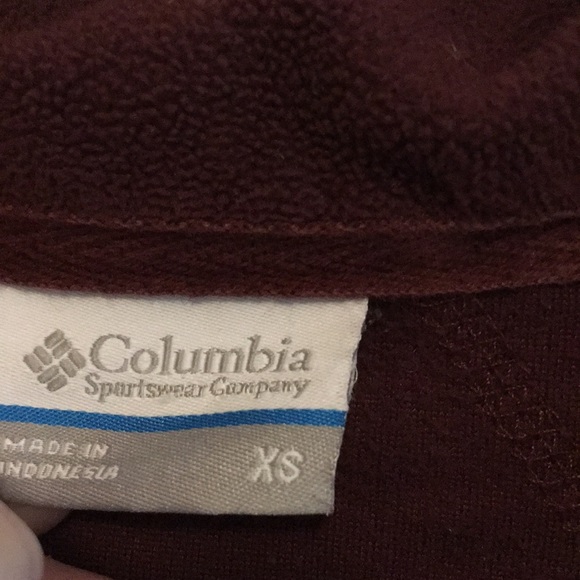 Columbia
Sportswear Company
MADE IN
INDONESIA
XS